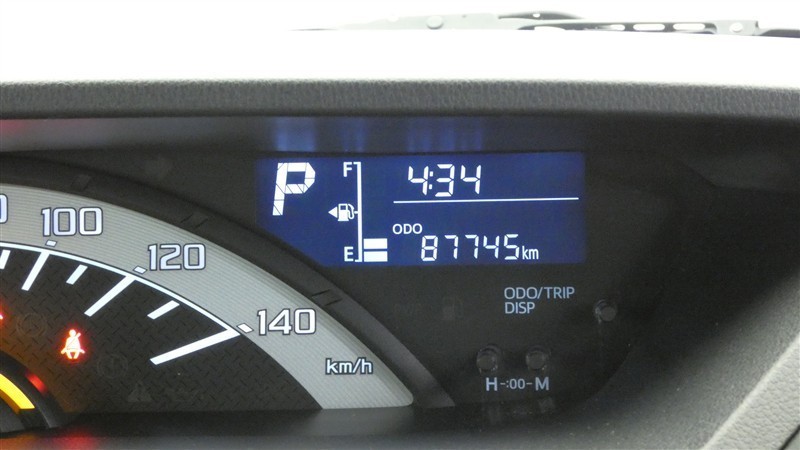 P
F
4:34
E
ODO
87745km
100
120
140
km/h
ODO/TRIP
DISP
H-:00-M